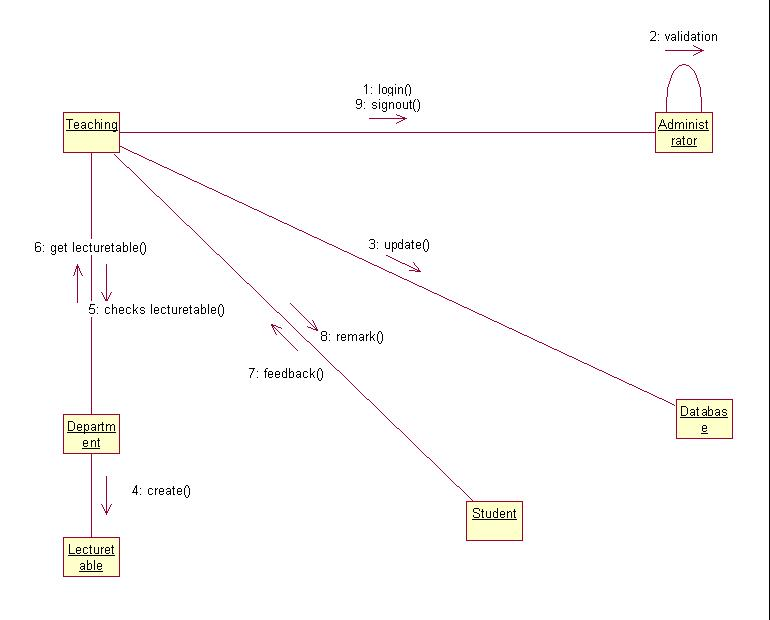 2: validation
1: login()
9: signout()
Teaching
Administ
rator
6: get lecturetable()
3: update()
5: checks lecturetable()
8: remark()
7: feedback()
Departm
ent
Databas
e
4: create()
Student
Lecturet
able